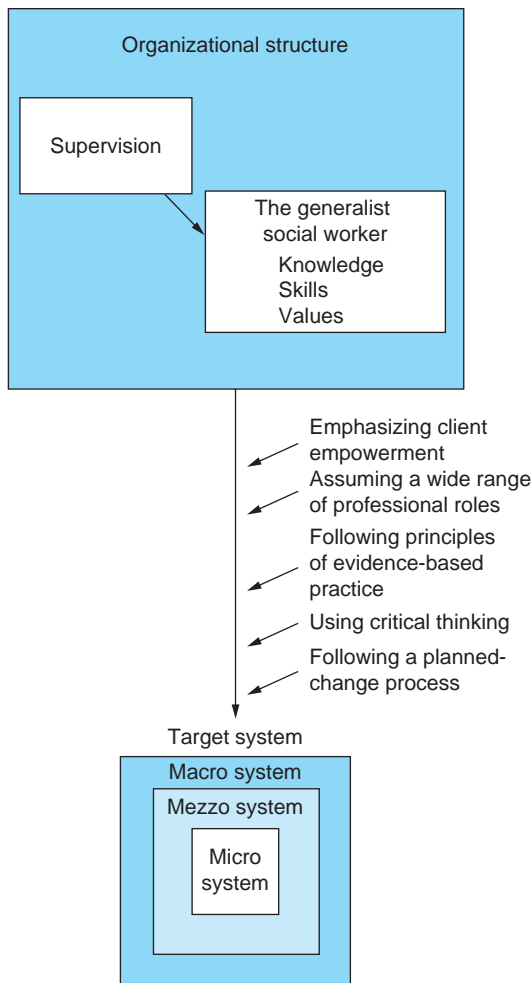 Organizational structure
Supervision
The generalist
social worker
Knowledge
Skills
Values
Emphasizing client
empowerment
Assuming a wide range
of professional roles
Following principles
of evidence-based
practice
Using critical thinking
Following a planned-
change process
Target system
Macro system
Mezzo system
Micro
system